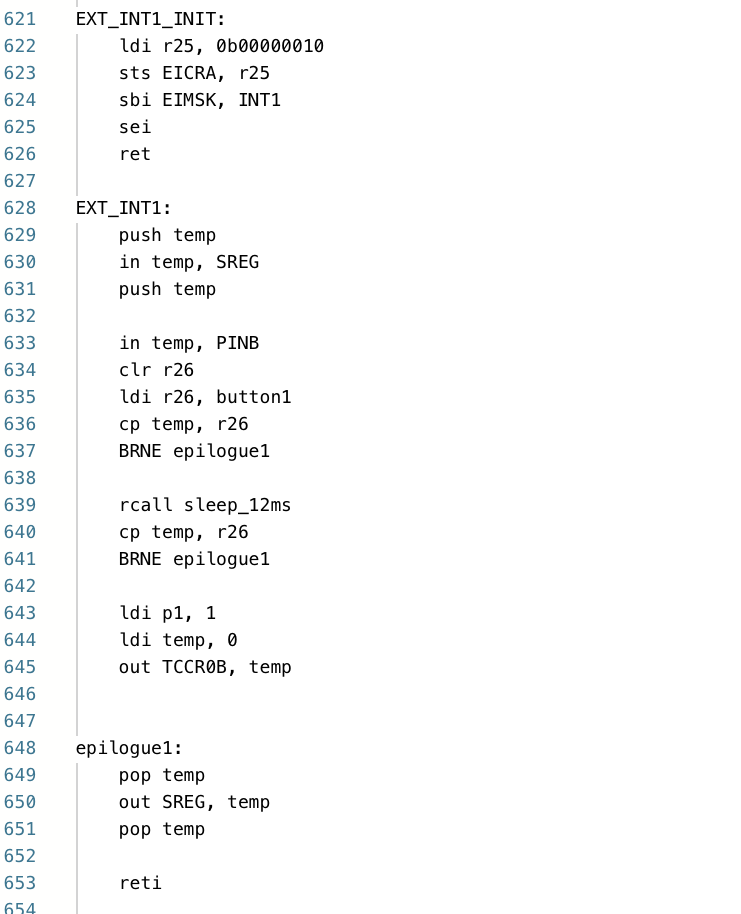 621 EXT_INT1_INIT:
622 ldi r25, 0b00000010
623 sts EICRA, r25
624 sbi EIMSK, INT1
625 sei
626 ret
627
628 EXT_INT1:
629 push temp
630 in temp, SREG
631 push temp
632
633 in temp, PINB
634 clr r26
635 ldi r26, button1
636 cp temp, r26
637 BRNE epilogue1
638
639 rcall sleep_12ms
640 cp temp, r26
641 BRNE epilogue1
642
643 ldi p1, 1
644 ldi temp, 0
645 out TCCR0B, temp
646
647
648 epilogue1:
649 pop temp
650 out SREG, temp
651 pop temp
652
653 reti
654